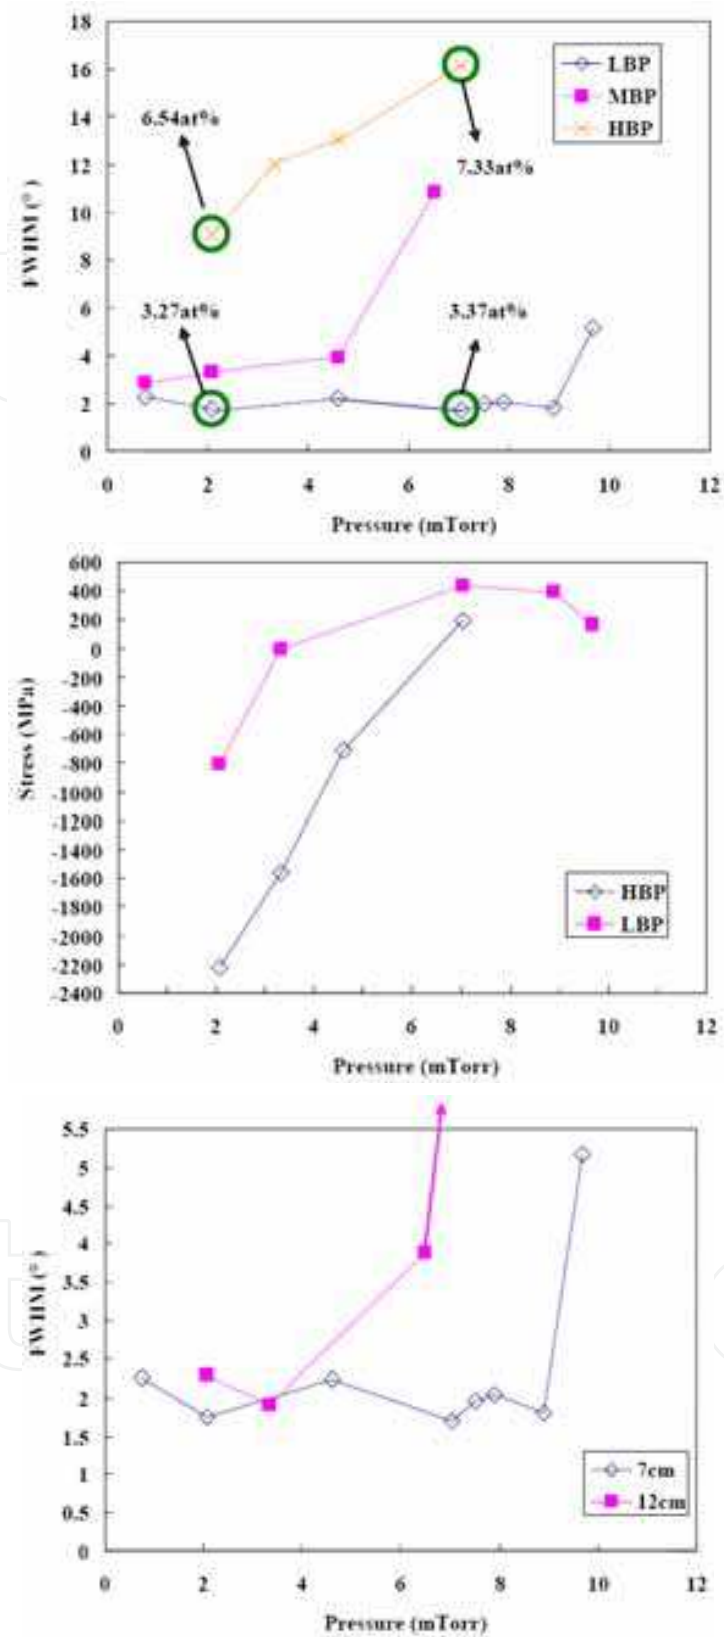 18
16
14
12
10
8
6
4
2
0
FWHM (°)
LBP
MBP
HBP
6.54at%
7.33at%
3.27at%
3.37at%
0 2 4 6 8 10 12
Pressure (mTorr)
600
400
200
0
-200
-400
-600
-800
-1000
-1200
-1400
-1600
-1800
-2000
-2200
-2400
Stress (MPa)
HBP
LBP
0 2 4 6 8 10 12
Pressure (mTorr)
5.5
5
4.5
4
3.5
3
2.5
2
1.5
1
0.5
0
FWHM (°)
7cm
12cm
0 2 4 6 8 10 12
Pressure (mTorr)